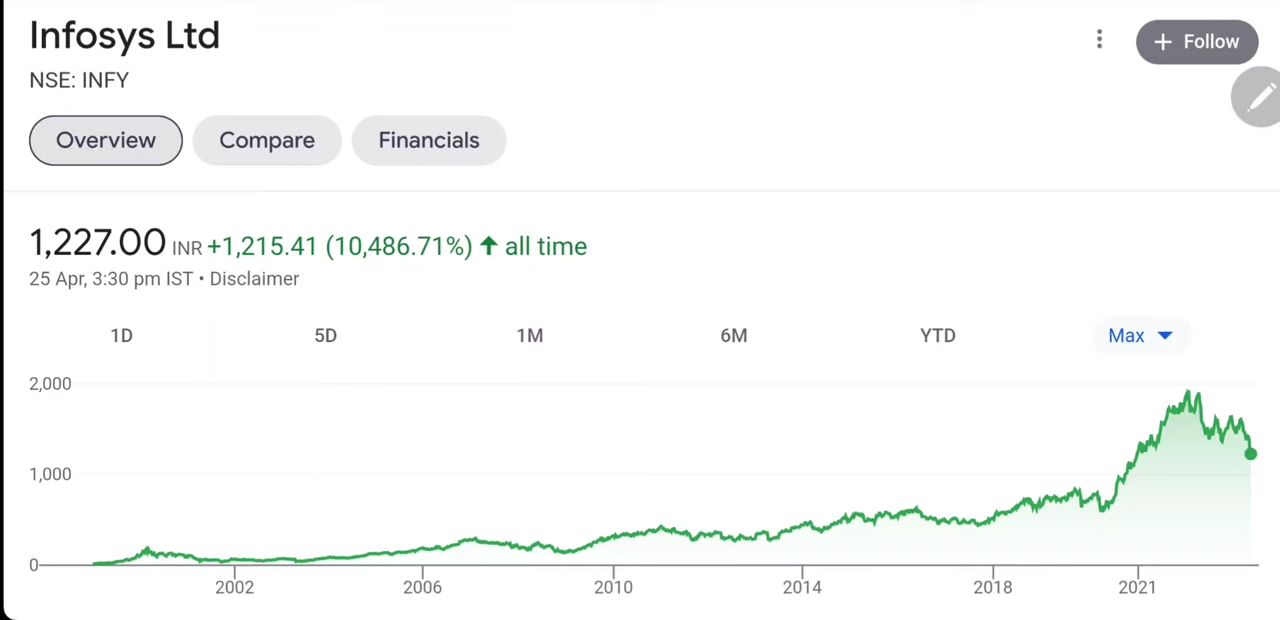 Infosys Ltd
+ Follow
NSE: INFY
Overview
Compare
Financials
1,227.00 INR +1,215.41 (10,486.71%) ↑ all time
25 Apr, 3:30 pm IST • Disclaimer
1D 5D 1M 6M YTD Max
2,000
1,000
0
2002 2006 2010 2014 2018 2021